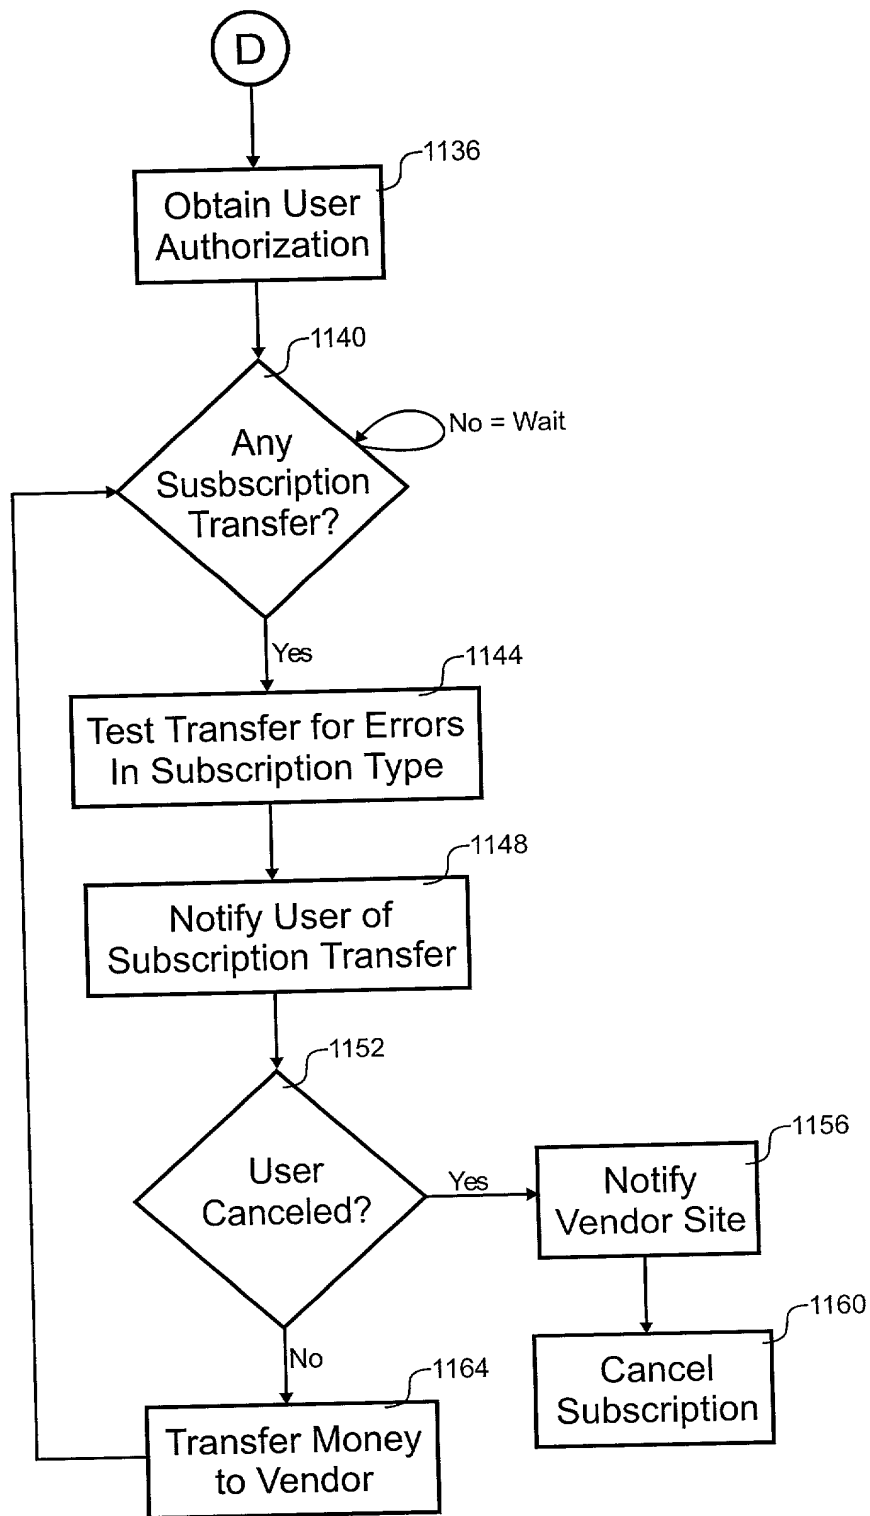 D
1136
Obtain User
Authorization
1140
No = Wait
Any
Susbscription
Transfer?
Yes
1144
Test Transfer for Errors
In Subscription Type
1148
Notify User of
Subscription Transfer
1152
User
Canceled?
Yes
1156
Notify
Vendor Site
1160
Cancel
Subscription
No
1164
Transfer Money
to Vendor